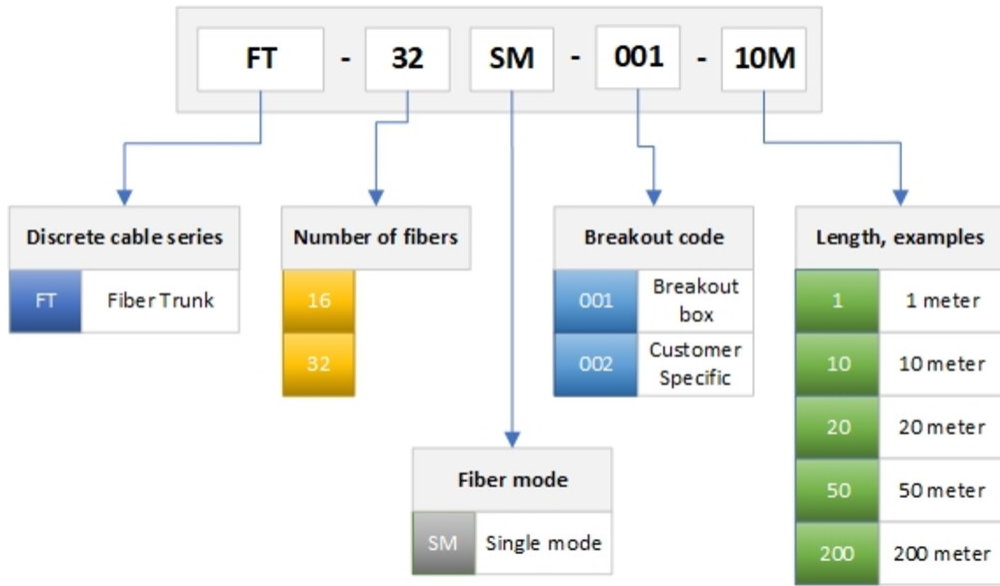 FT - 32 SM - 001 - 10M
Discrete cable series
FT Fiber Trunk
Number of fibers
16
32
Fiber mode
SM Single mode
Breakout code
001 Breakout
box
002 Customer
Specific
Length, examples
1 1 meter
10 10 meter
20 20 meter
50 50 meter
200 200 meter